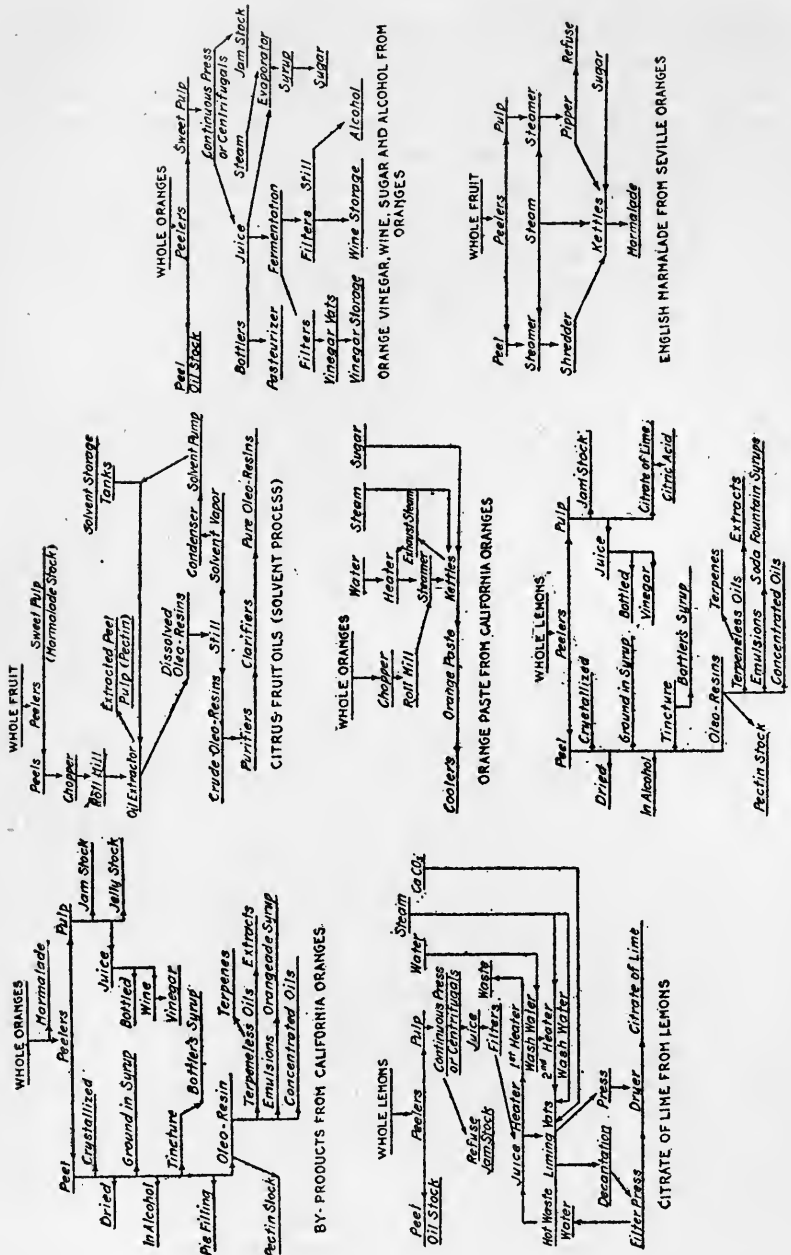 WHOLE ORANGES
Marmalade
Peelers
Peel
Pulp
Crystallized
Jam Stock
Dried
Jelly Stock
Ground in Syrup
Juice
In Alcohol
Bottled
Wine
Vinegar
Tincture
Bottler's Syrup
Pie Filling
Oleo-Resin
Terpenes
Terpeneless Oils
Extracts
Emulsions
Orangeade Syrup
Concentrated Oils
Pectin Stock
BY-PRODUCTS FROM CALIFORNIA ORANGES.
WHOLE FRUIT
Peels
Peelers
Sweet Pulp
(Marmalade Stock)
Chopper
Roll Mill
Extracted Peel
Pulp (Pectin)
Solvent Storage
Tanks
Oil Extractor
Dissolved
Oleo-Resins
Condenser
Solvent Pump
Crude Oleo-Resins
Still
Solvent Vapor
Purifiers
Clarifiers
Pure Oleo-Resins
CITRUS FRUIT OILS (SOLVENT PROCESS)
WHOLE ORANGES
Peelers
Sweet Pulp
Peel
Oil Stock
Continuous Press
or Centrifugals
Jam Stock
Steam
Bottlers
Juice
Evaporator
Pasteurizer
Fermentation
Syrup
Sugar
Filters
Filters
Still
Vinegar Vats
Vinegar Storage
Wine Storage
Alcohol
ORANGE VINEGAR, WINE, SUGAR AND ALCOHOL FROM
ORANGES
WHOLE LEMONS
Peel
Peelers
Pulp
Oil Stock
Continuous Press
or Centrifugals
Water
Steam
CaCO3
Refuse
Jam Stock
Juice
Filters
Waste
Juice Heater
1st Heater
Wash Water
Hot Waste
Water
Liming Vats
2nd Heater
Wash Water
Decantation
Press
Filter Press
Dryer
Citrate of Lime
CITRATE OF LIME FROM LEMONS
WHOLE ORANGES
Water
Steam
Sugar
Chopper
Heater
Roll Mill
Steamer
Exhaust Steam
Kettles
Coolers
Orange Paste
ORANGE PASTE FROM CALIFORNIA ORANGES
WHOLE LEMONS
Peel
Peelers
Pulp
Crystallized
Jam Stock
Dried
Ground in Syrup
Juice
Bottled
Vinegar
Citrate of Lime
Citric Acid
In Alcohol
Tincture
Bottler's Syrup
Oleo-Resins
Terpenes
Terpeneless Oils
Extracts
Emulsions
Soda Fountain Syrups
Concentrated Oils
Pectin Stock
WHOLE FRUIT
Peel
Peelers
Pulp
Steamer
Steam
Steamer
Shredder
Pipper
Refuse
Kettles
Sugar
Marmalade
ENGLISH MARMALADE FROM SEVILLE ORANGES